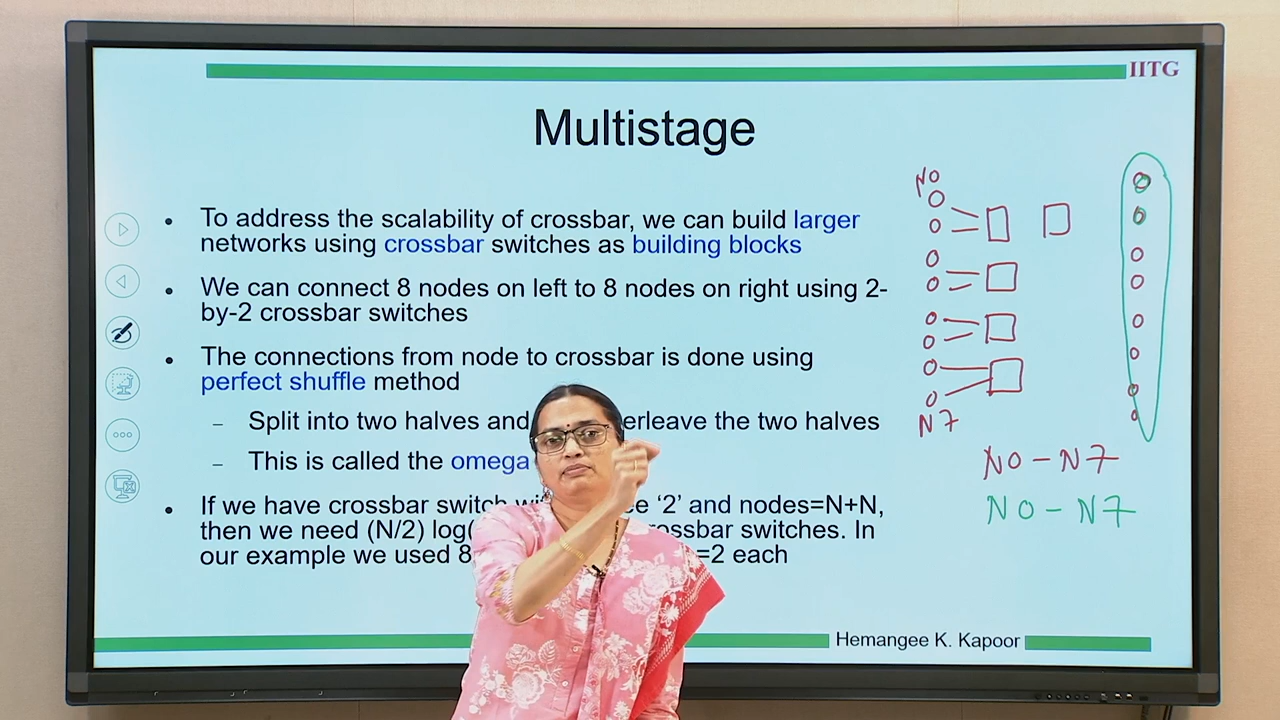 IITG
Multistage
• To address the scalability of crossbar, we can build larger
networks using crossbar switches as building blocks
• We can connect 8 nodes on left to 8 nodes on right using 2-
by-2 crossbar switches
• The connections from node to crossbar is done using
perfect shuffle method
– Split into two halves and the two halves
– This is called the omega
• If we have crossbar switch '2' and nodes=N+N,
then we need (N/2) switches. In
our example we used 8 =2 each
N0
N7
N0 - N7
N0 - N7
Hemangee K. Kapoor